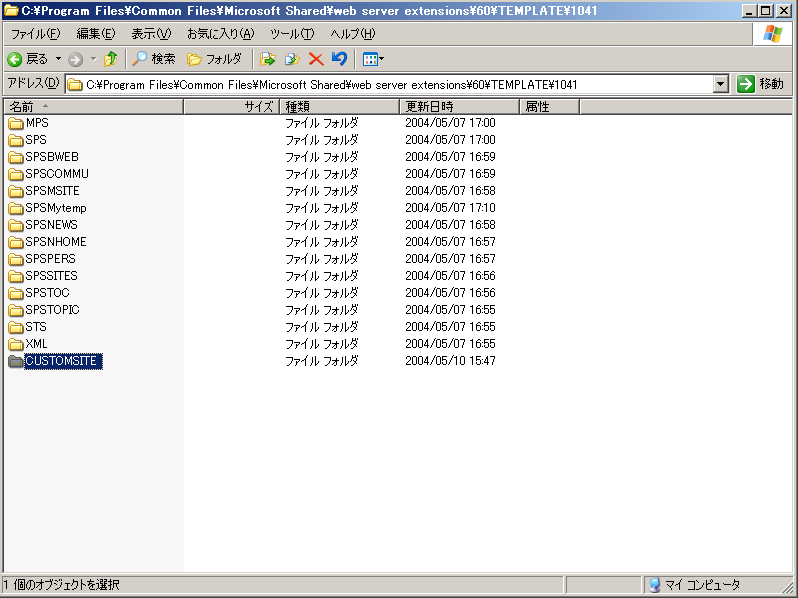 C:¥Program Files¥Common Files¥Microsoft Shared¥web server extensions¥60¥TEMPLATE¥1041
ファイル(F) 編集(E) 表示(V) お気に入り(A) ツール(T) ヘルプ(H)
戻る 検索 フォルダ
アドレス(D) C:¥Program Files¥Common Files¥Microsoft Shared¥web server extensions¥60¥TEMPLATE¥1041 移動
名前 サイズ 種類 更新日時 属性
MPS ファイル フォルダ 2004/05/07 17:00
SPS ファイル フォルダ 2004/05/07 17:00
SPSBWEB ファイル フォルダ 2004/05/07 16:59
SPSCOMMU ファイル フォルダ 2004/05/07 16:59
SPSMSITE ファイル フォルダ 2004/05/07 16:58
SPSMytemp ファイル フォルダ 2004/05/07 17:10
SPSNEWS ファイル フォルダ 2004/05/07 16:58
SPSNHOME ファイル フォルダ 2004/05/07 16:57
SPSPERS ファイル フォルダ 2004/05/07 16:57
SPSSITES ファイル フォルダ 2004/05/07 16:56
SPSTOC ファイル フォルダ 2004/05/07 16:56
SPSTOPIC ファイル フォルダ 2004/05/07 16:55
STS ファイル フォルダ 2004/05/07 16:55
XML ファイル フォルダ 2004/05/07 16:55
CUSTOMSITE ファイル フォルダ 2004/05/10 15:47
1 個のオブジェクトを選択 マイ コンピュータ